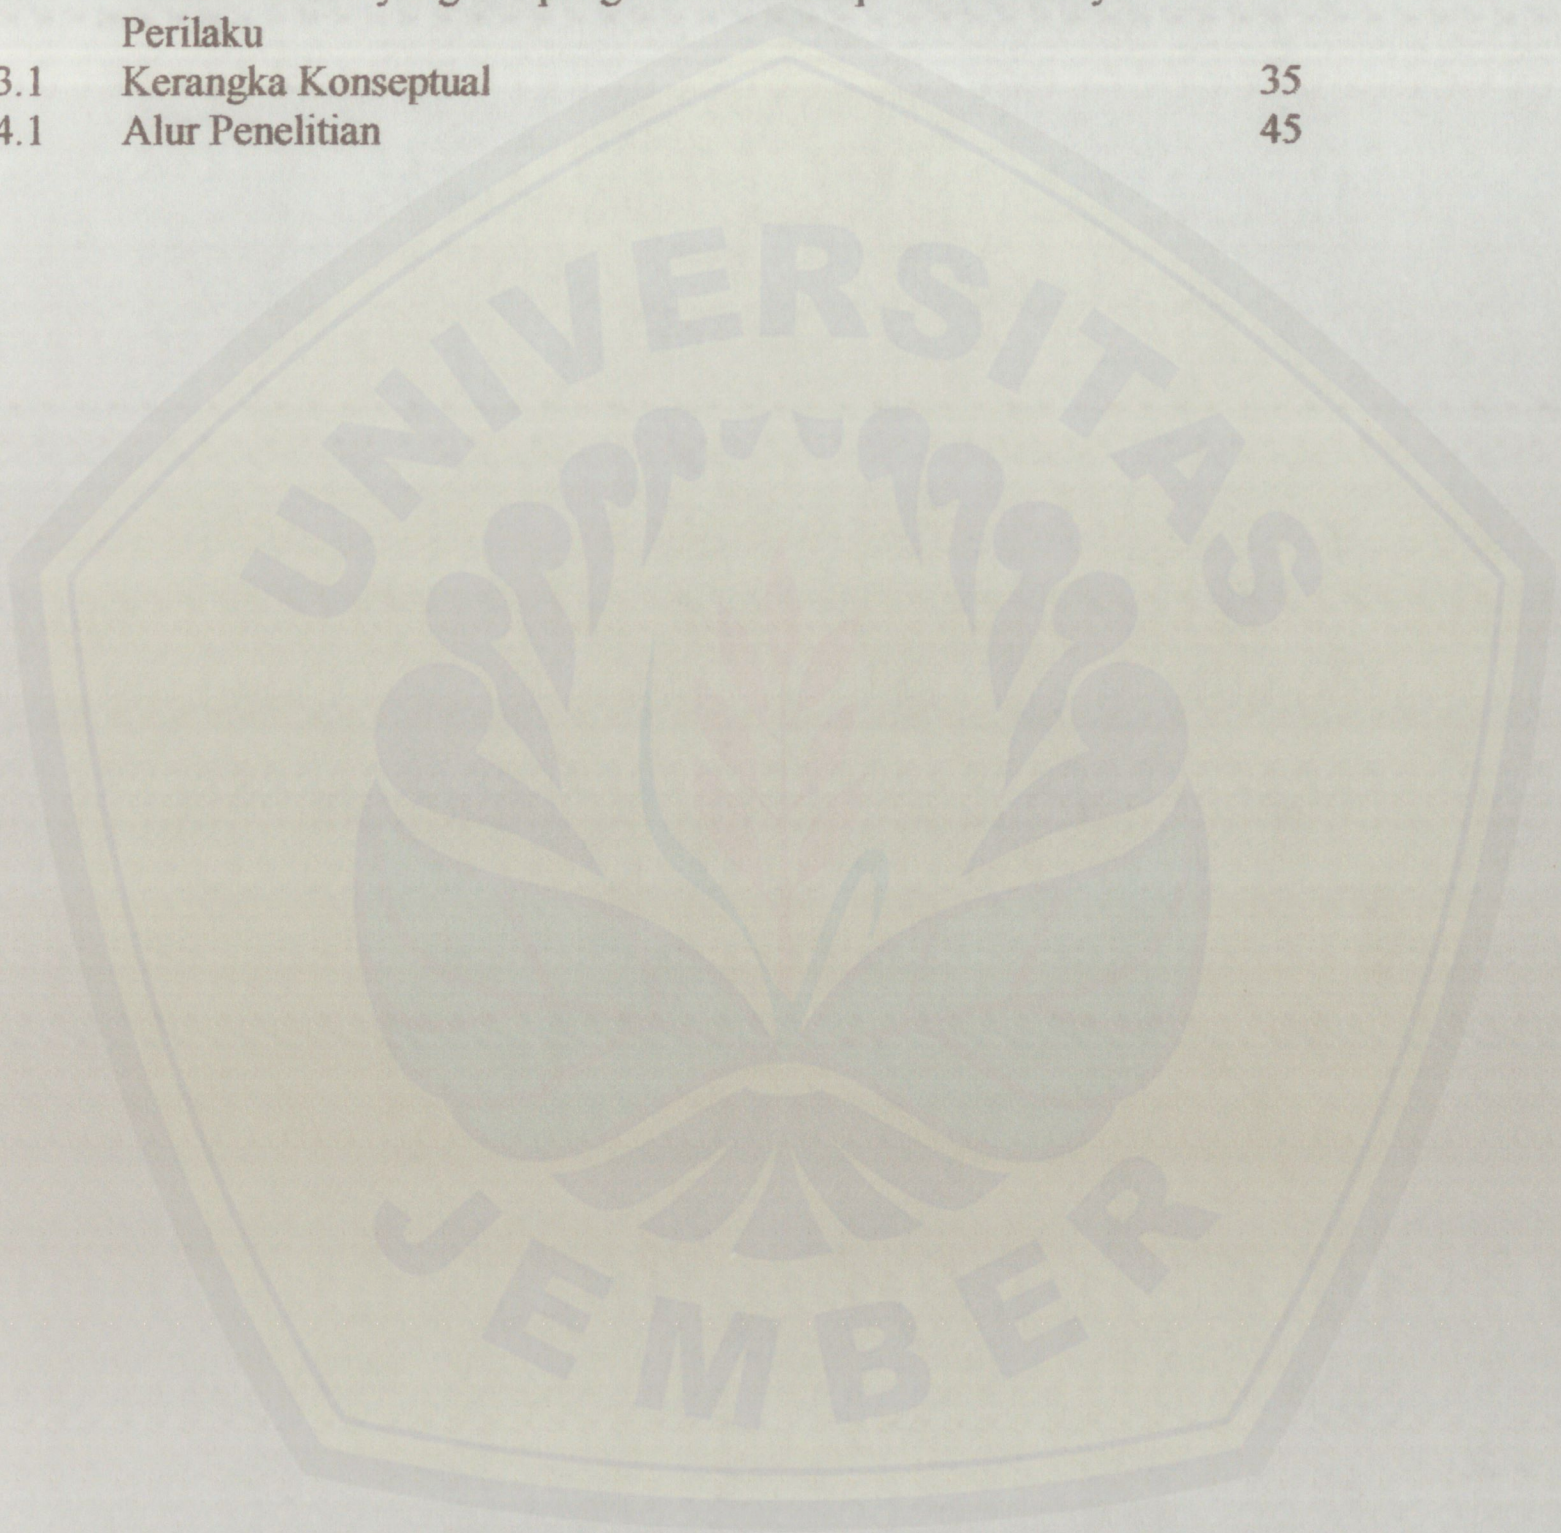 Perilaku
3.1 Kerangka Konseptual 35
4.1 Alur Penelitian 45
UNIVERSITAS
JEMBER